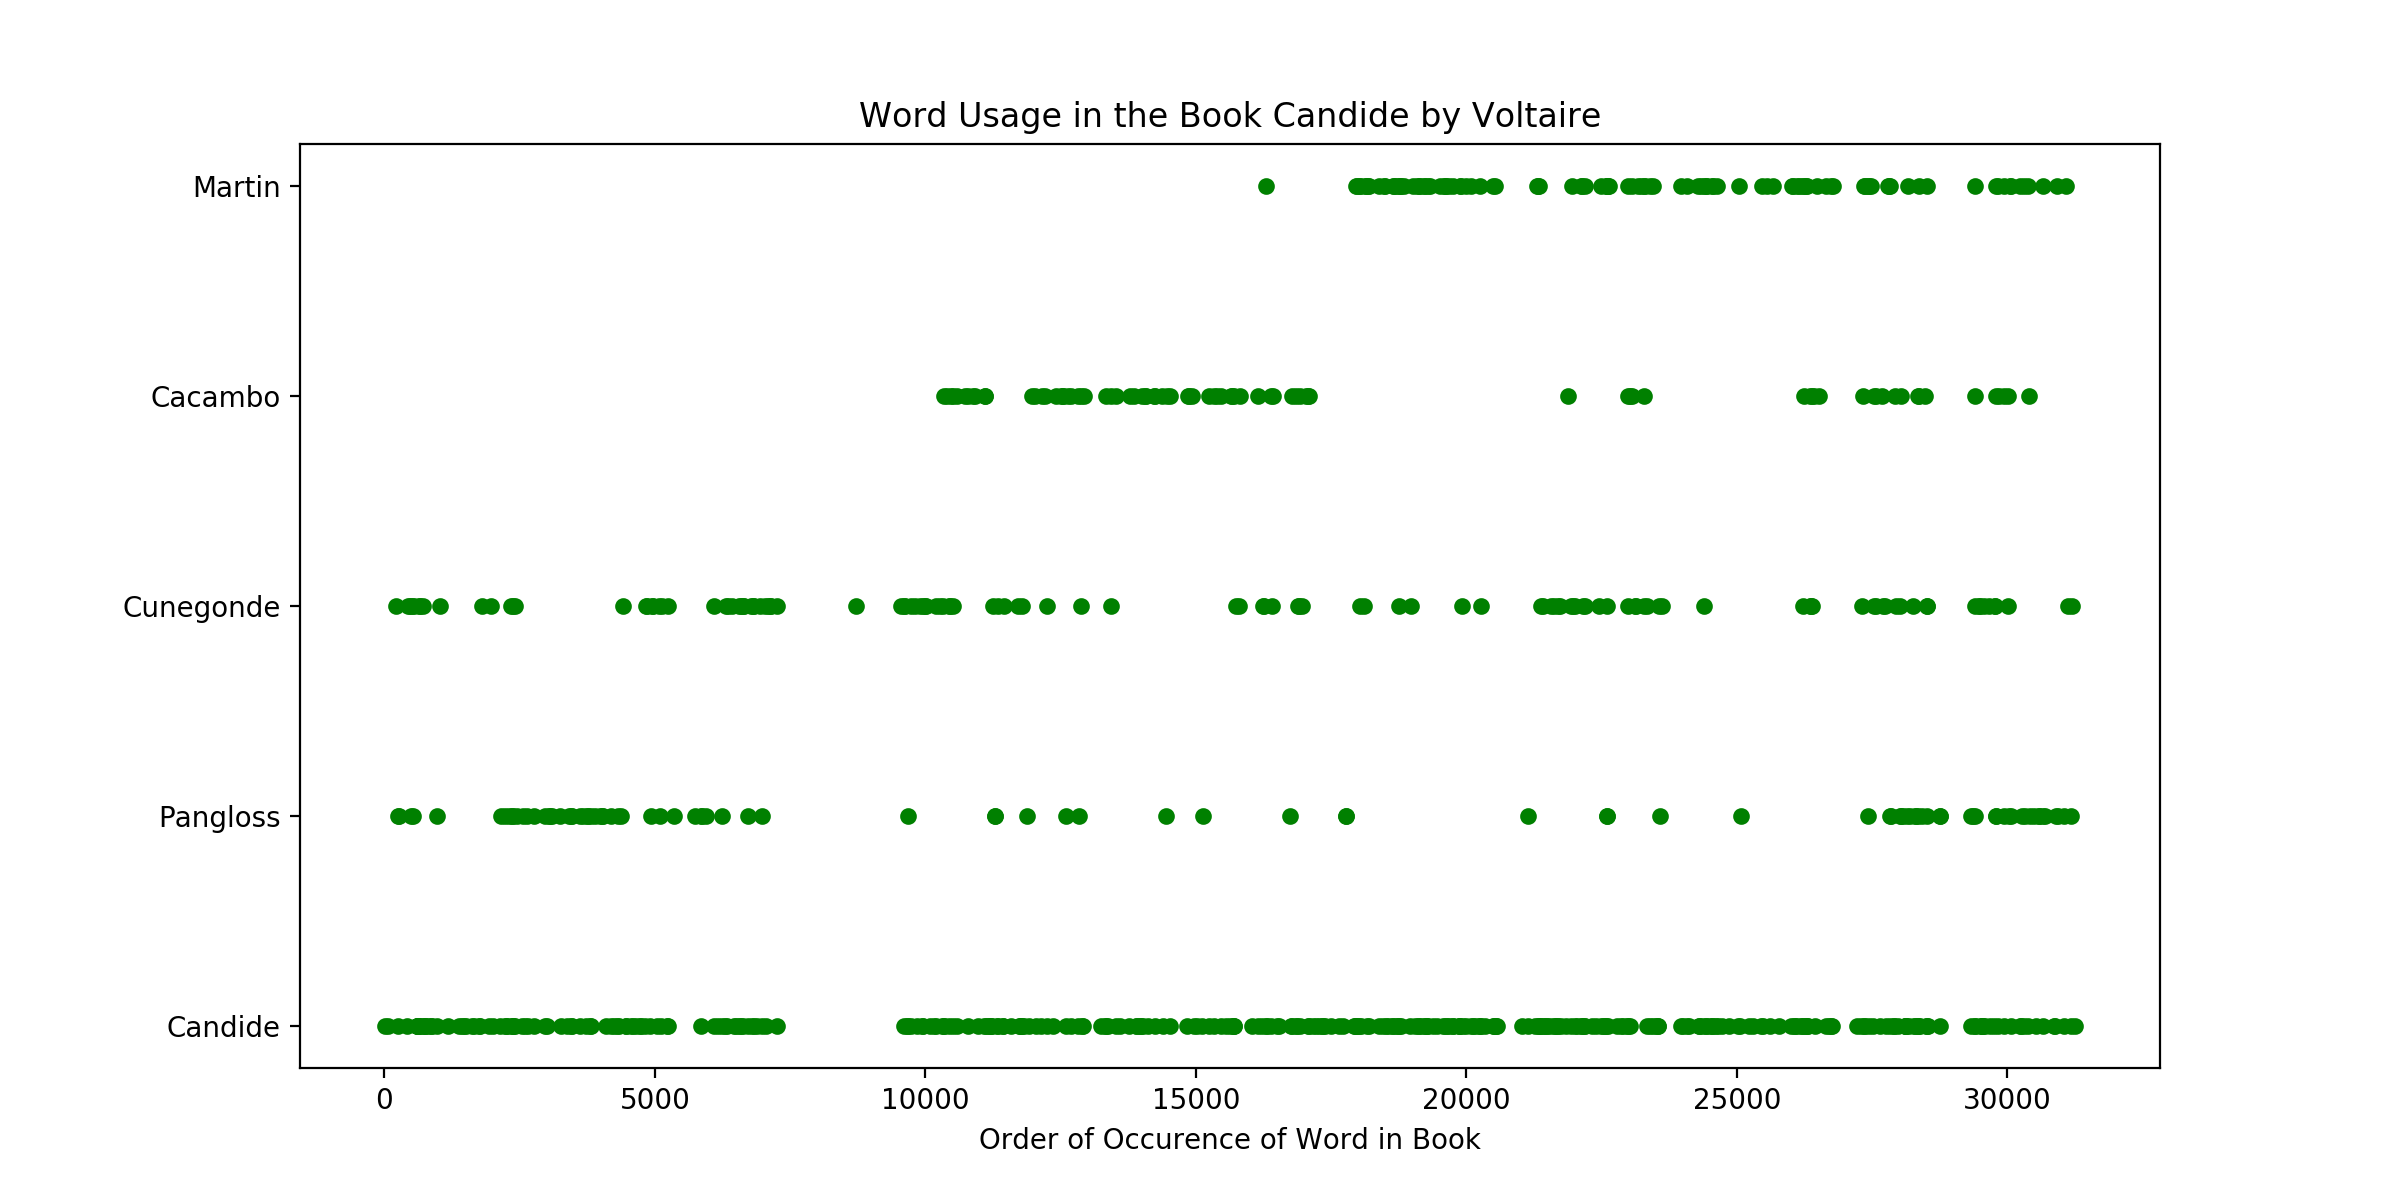 Word Usage in the Book Candide by Voltaire
Martin
Cacambo
Cunegonde
Pangloss
Candide
0 5000 10000 15000 20000 25000 30000
Order of Occurence of Word in Book